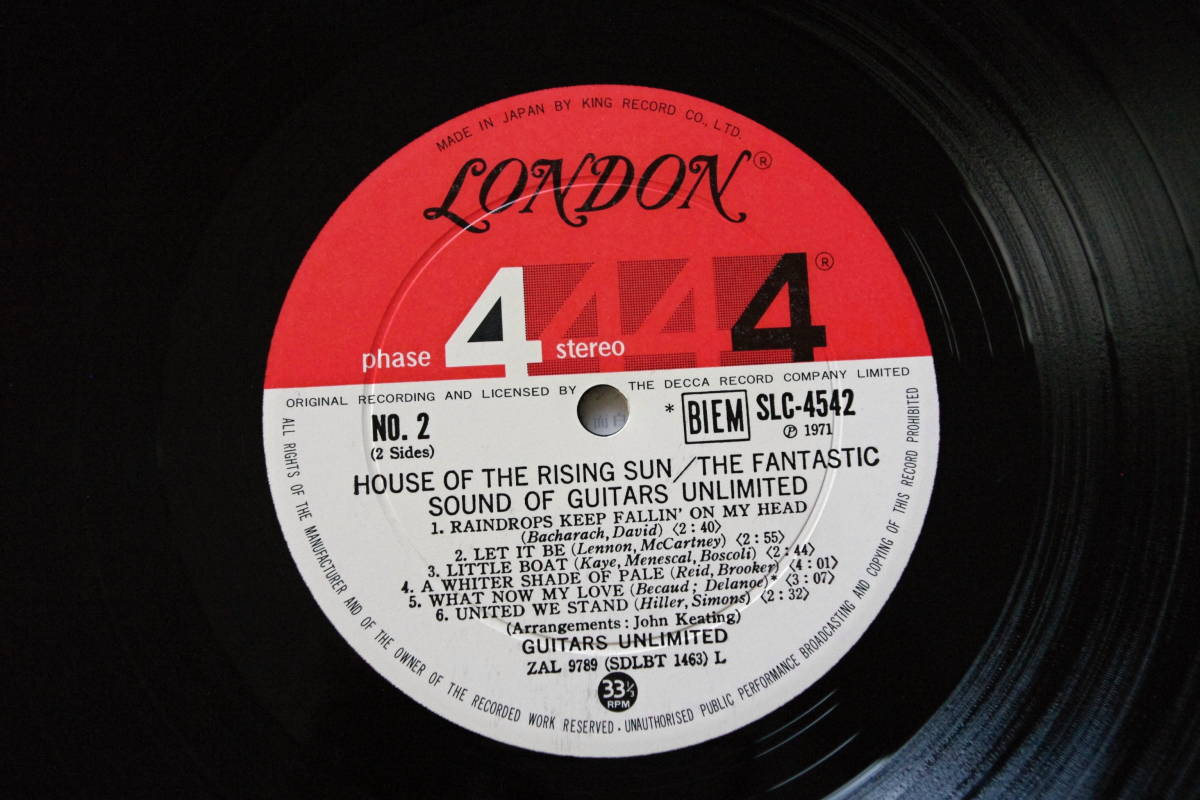 MADE IN JAPAN BY KING RECORD CO., LTD.
LONDON®
phase 4 stereo 4 4 4®
ORIGINAL RECORDING AND LICENSED BY THE DECCA RECORD COMPANY LIMITED
NO. 2
(2 Sides)
* BIEM SLC-4542
℗ 1971
HOUSE OF THE RISING SUN/THE FANTASTIC
SOUND OF GUITARS UNLIMITED
1. RAINDROPS KEEP FALLIN' ON MY HEAD
(Bacharach, David) 〈2:40〉
2. LET IT BE (Lennon, McCartney) 〈2:55〉
3. LITTLE BOAT (Kaye, Menescal, Boscoli) 〈2:44〉
4. A WHITER SHADE OF PALE (Reid, Brooker) 〈4:01〉
5. WHAT NOW MY LOVE (Becaud; Delanoe) 〈3:07〉
6. UNITED WE STAND (Hiller, Simons) 〈2:32〉
(Arrangements: John Keating)
GUITARS UNLIMITED
ZAL 9789 (SDLBT 1463) L
33⅓
RPM
ALL RIGHTS OF THE MANUFACTURER AND OF THE OWNER OF THE RECORDED WORK RESERVED. UNAUTHORISED PUBLIC PERFORMANCE BROADCASTING AND COPYING OF THIS RECORD PROHIBITED